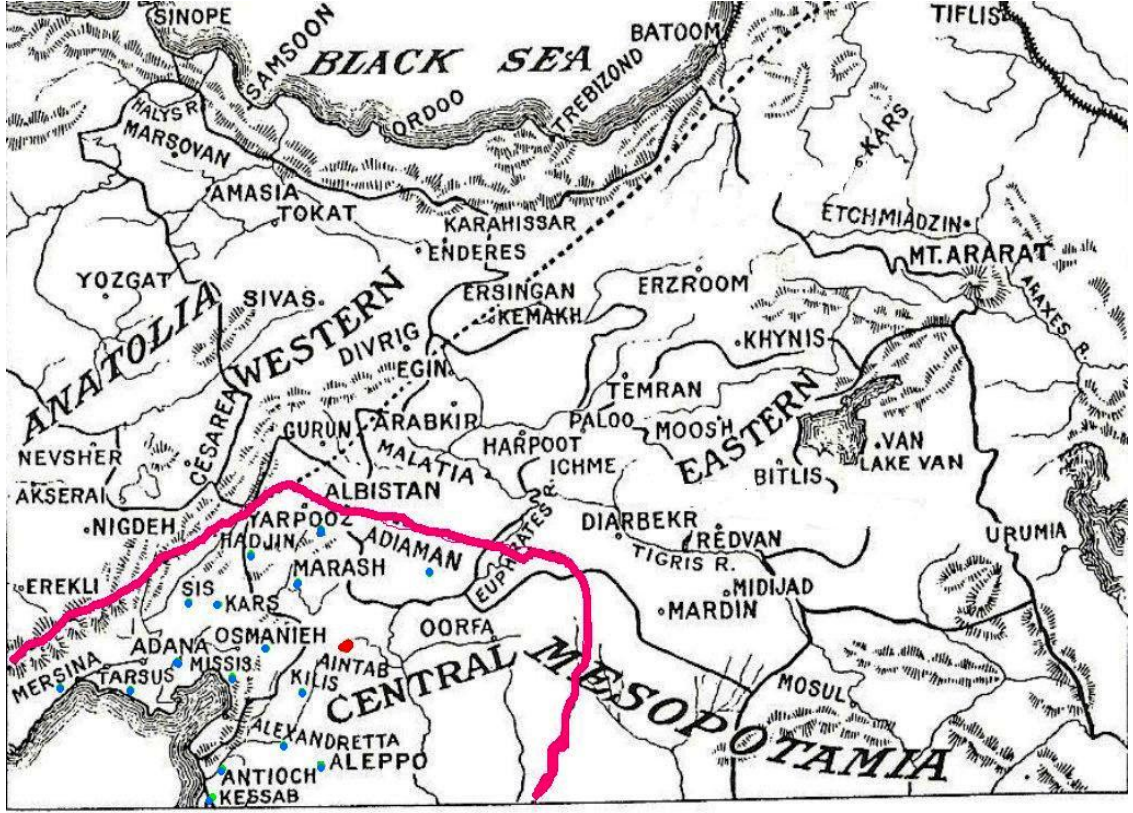 SINOPE
TIFLIS
BLACK SEA
BATOOM
SAMSOON
ORDOO
TREBIZOND
HALYS R.
MARSOVAN
KARS
AMASIA
TOKAT
KARAHISSAR
ENDERES
ETCHMIADZIN
MT. ARARAT
YOZGAT
SIVAS
ERSINGAN
KEMAKH
ERZROOM
ARAXES R.
ANATOLIA
WESTERN
DIVRIG
EGIN
KHYNIS
TEMRAN
CESAREA
GURUN
ARABKIR
PALOO
MOOSH
EASTERN
HARPOOT
NEVSHER
MALATIA
ICHME
BITLIS
VAN
LAKE VAN
AKSERAI
ALBISTAN
NIGDEH
YARPOOZ
HADJIN
ADIAMAN
EUPHRATES R.
DIARBEKR
REDVAN
TIGRIS R.
URUMIA
EREKLI
MARASH
MIDIJAD
SIS
KARS
MARDIN
ADANA
OSMANIEH
OORFA
MERSINA
TARSUS
MISSIS
AINTAB
KILIS
CENTRAL
MESOPOTAMIA
MOSUL
ALEXANDRETTA
ALEPPO
ANTIOCH
KESSAB